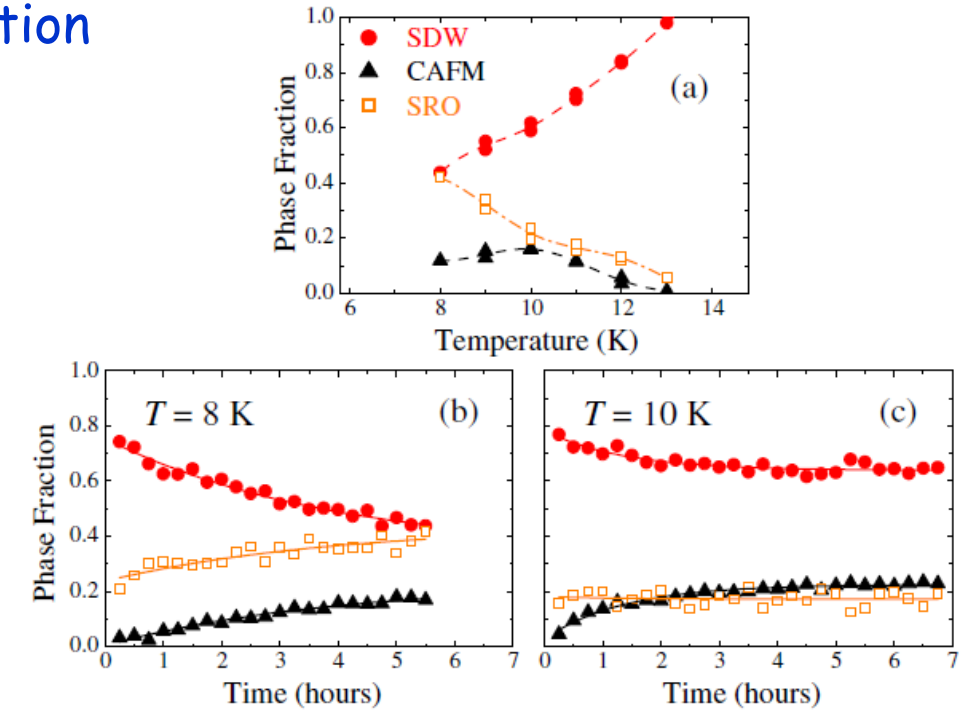 tion
1.0
0.8
0.6
0.4
0.2
0.0
Phase Fraction
SDW
CAFM
SRO
(a)
6 8 10 12 14
Temperature (K)
1.0
0.8
0.6
0.4
0.2
0.0
Phase Fraction
T = 8 K (b)
0 1 2 3 4 5 6 7
Time (hours)
T = 10 K (c)
0 1 2 3 4 5 6 7
Time (hours)